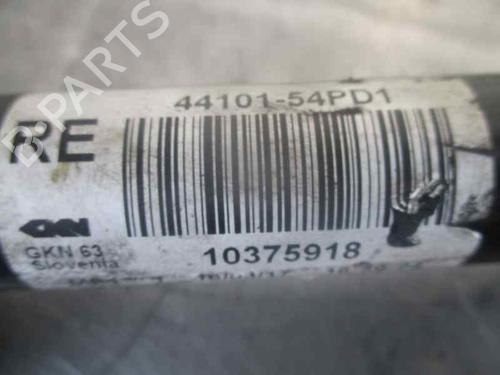 B-PARTS
44101-54PD1
RE
GKN
GKN 63
10375918
Slovenia